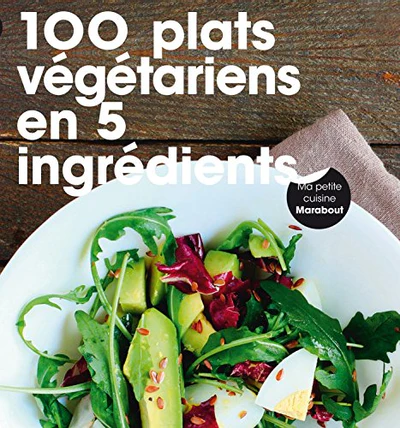 100 plats
végétariens
en 5
ingrédients
Ma petite
cuisine
Marabout